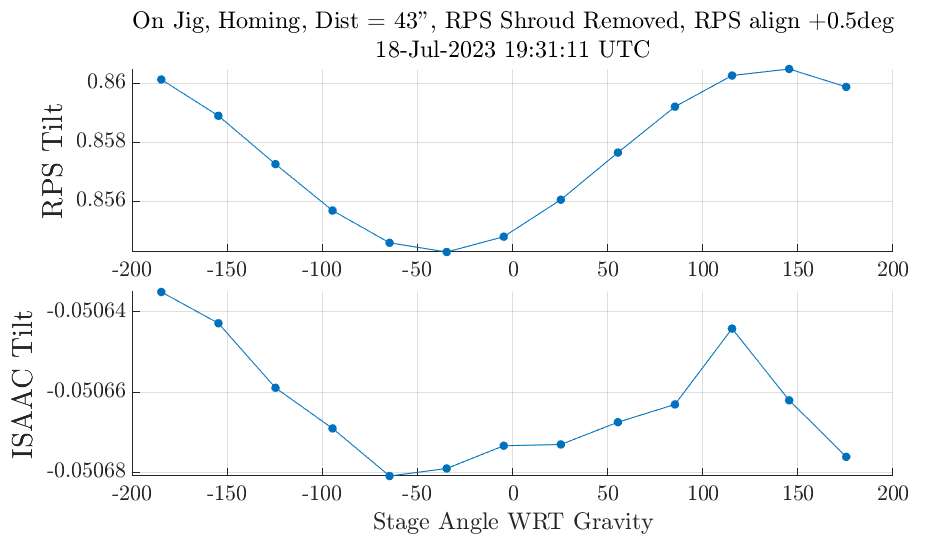 On Jig, Homing, Dist = 43”, RPS Shroud Removed, RPS align +0.5deg
18-Jul-2023 19:31:11 UTC
RPS Tilt
0.86
0.858
0.856
-200 -150 -100 -50 0 50 100 150 200
ISAAC Tilt
-0.05064
-0.05066
-0.05068
-200 -150 -100 -50 0 50 100 150 200
Stage Angle WRT Gravity